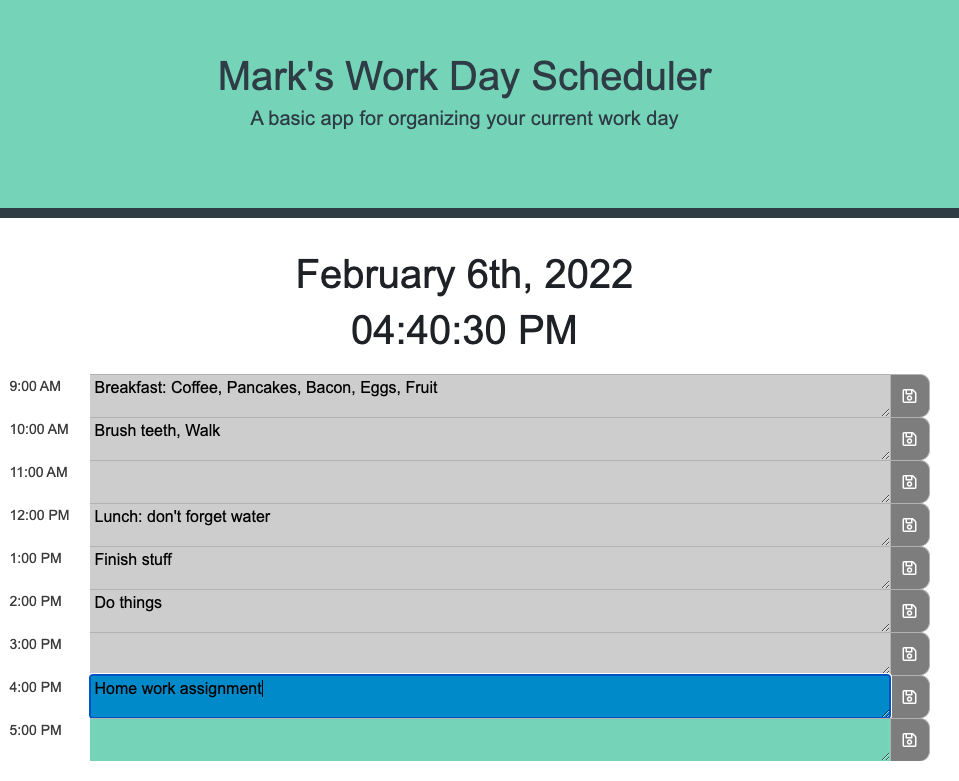 Mark's Work Day Scheduler
A basic app for organizing your current work day
February 6th, 2022
04:40:30 PM
9:00 AM Breakfast: Coffee, Pancakes, Bacon, Eggs, Fruit
10:00 AM Brush teeth, Walk
11:00 AM
12:00 PM Lunch: don't forget water
1:00 PM Finish stuff
2:00 PM Do things
3:00 PM
4:00 PM Home work assignment
5:00 PM